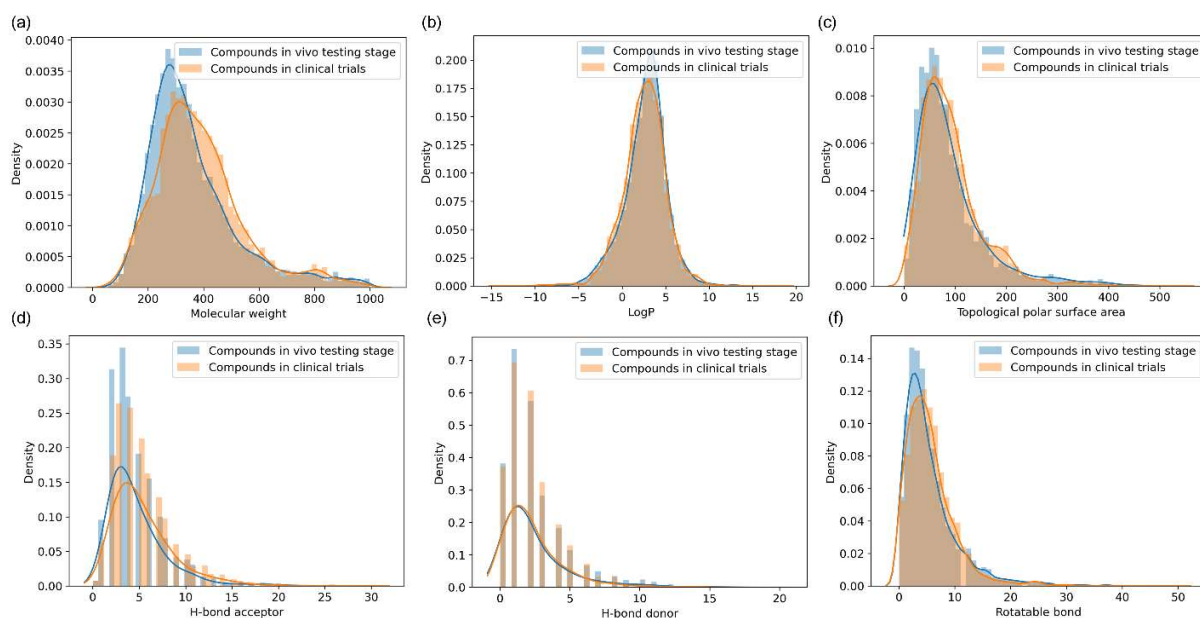 (a)
Compounds in vivo testing stage
Compounds in clinical trials
0.0040
0.0035
0.0030
0.0025
0.0020
0.0015
0.0010
0.0005
0.0000
Density
0 200 400 600 800 1000
Molecular weight
(b)
Compounds in vivo testing stage
Compounds in clinical trials
0.200
0.175
0.150
0.125
0.100
0.075
0.050
0.025
0.000
Density
−15 −10 −5 0 5 10 15 20
LogP
(c)
Compounds in vivo testing stage
Compounds in clinical trials
0.010
0.008
0.006
0.004
0.002
0.000
Density
0 100 200 300 400 500
Topological polar surface area
(d)
Compounds in vivo testing stage
Compounds in clinical trials
0.35
0.30
0.25
0.20
0.15
0.10
0.05
0.00
Density
0 5 10 15 20 25 30
H-bond acceptor
(e)
Compounds in vivo testing stage
Compounds in clinical trials
0.7
0.6
0.5
0.4
0.3
0.2
0.1
0.0
Density
0 5 10 15 20
H-bond donor
(f)
Compounds in vivo testing stage
Compounds in clinical trials
0.14
0.12
0.10
0.08
0.06
0.04
0.02
0.00
Density
0 10 20 30 40 50
Rotatable bond